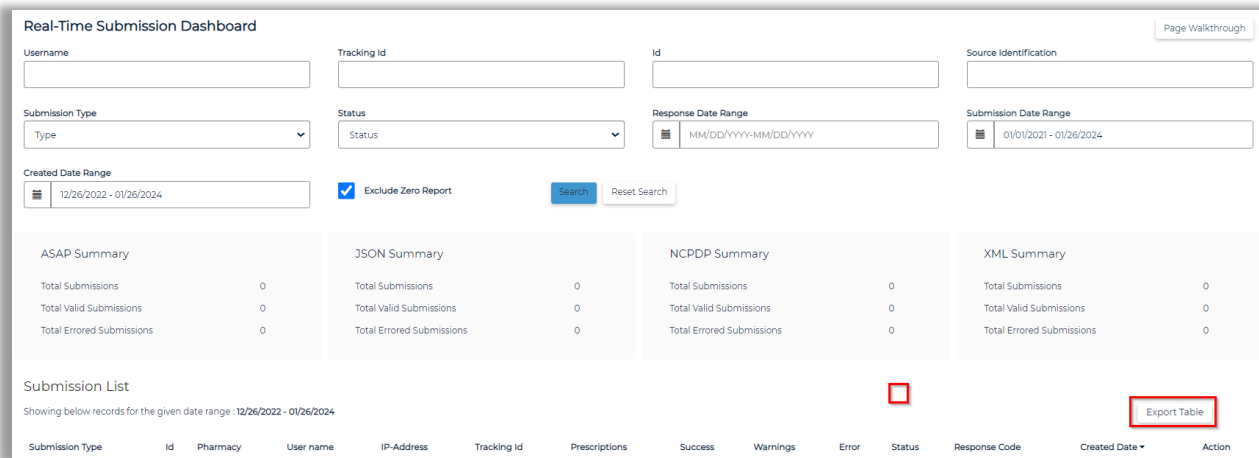 Real-Time Submission Dashboard
Page Walkthrough
Username Tracking Id Id Source Identification
Submission Type Status Response Date Range Submission Date Range
Type Status MM/DD/YYYY-MM/DD/YYYY 01/01/2021 - 01/26/2024
Created Date Range
12/26/2022 - 01/26/2024 Exclude Zero Report Search Reset Search
ASAP Summary JSON Summary NCPDP Summary XML Summary
Total Submissions 0 Total Submissions 0 Total Submissions 0 Total Submissions 0
Total Valid Submissions 0 Total Valid Submissions 0 Total Valid Submissions 0 Total Valid Submissions 0
Total Errored Submissions 0 Total Errored Submissions 0 Total Errored Submissions 0 Total Errored Submissions 0
Submission List
Showing below records for the given date range : 12/26/2022 - 01/26/2024
Export Table
Submission Type Id Pharmacy User name IP-Address Tracking Id Prescriptions Success Warnings Error Status Response Code Created Date Action